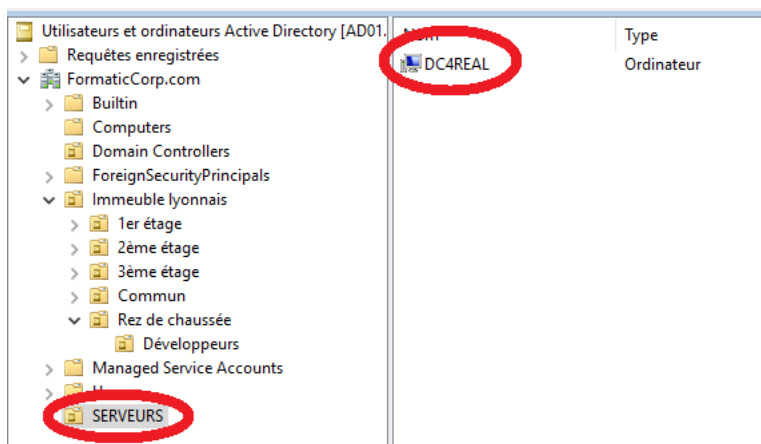 Utilisateurs et ordinateurs Active Directory [AD01.
Requêtes enregistrées
FormaticCorp.com
Builtin
Computers
Domain Controllers
ForeignSecurityPrincipals
Immeuble lyonnais
1er étage
2ème étage
3ème étage
Commun
Rez de chaussée
Développeurs
Managed Service Accounts
SERVEURS
Nom Type
DC4REAL Ordinateur